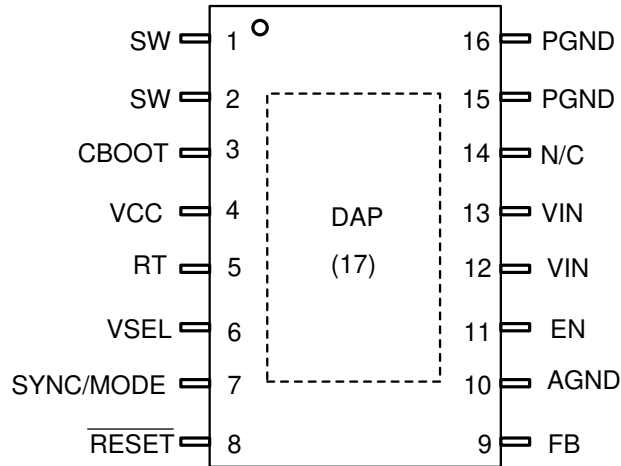 SW 1 16 PGND
SW 2 15 PGND
CBOOT 3 14 N/C
VCC 4 DAP 13 VIN
RT 5 (17) 12 VIN
VSEL 6 11 EN
SYNC/MODE 7 10 AGND
RESET 8 9 FB